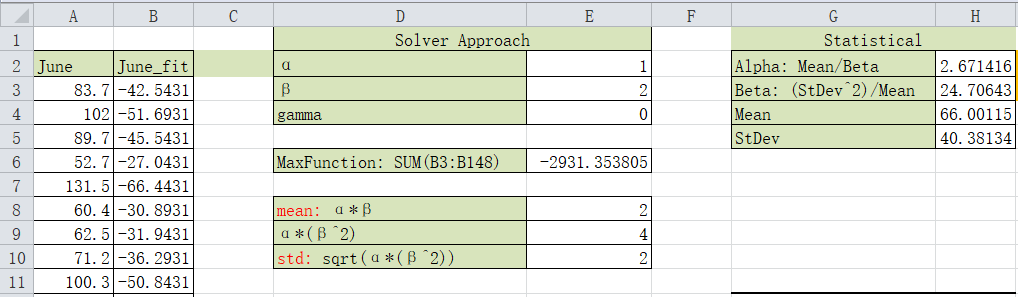 A B C D E F G H
1 Solver Approach Statistical
2 June June_fit α 1 Alpha: Mean/Beta 2.671416
3 83.7 -42.5431 β 2 Beta: (StDev^2)/Mean 24.70643
4 102 -51.6931 gamma 0 Mean 66.00115
5 89.7 -45.5431 StDev 40.38134
6 52.7 -27.0431 MaxFunction: SUM(B3:B148) -2931.353805
7 131.5 -66.4431
8 60.4 -30.8931 mean: α*β 2
9 62.5 -31.9431 α*(β^2) 4
10 71.2 -36.2931 std: sqrt(α*(β^2)) 2
11 100.3 -50.8431